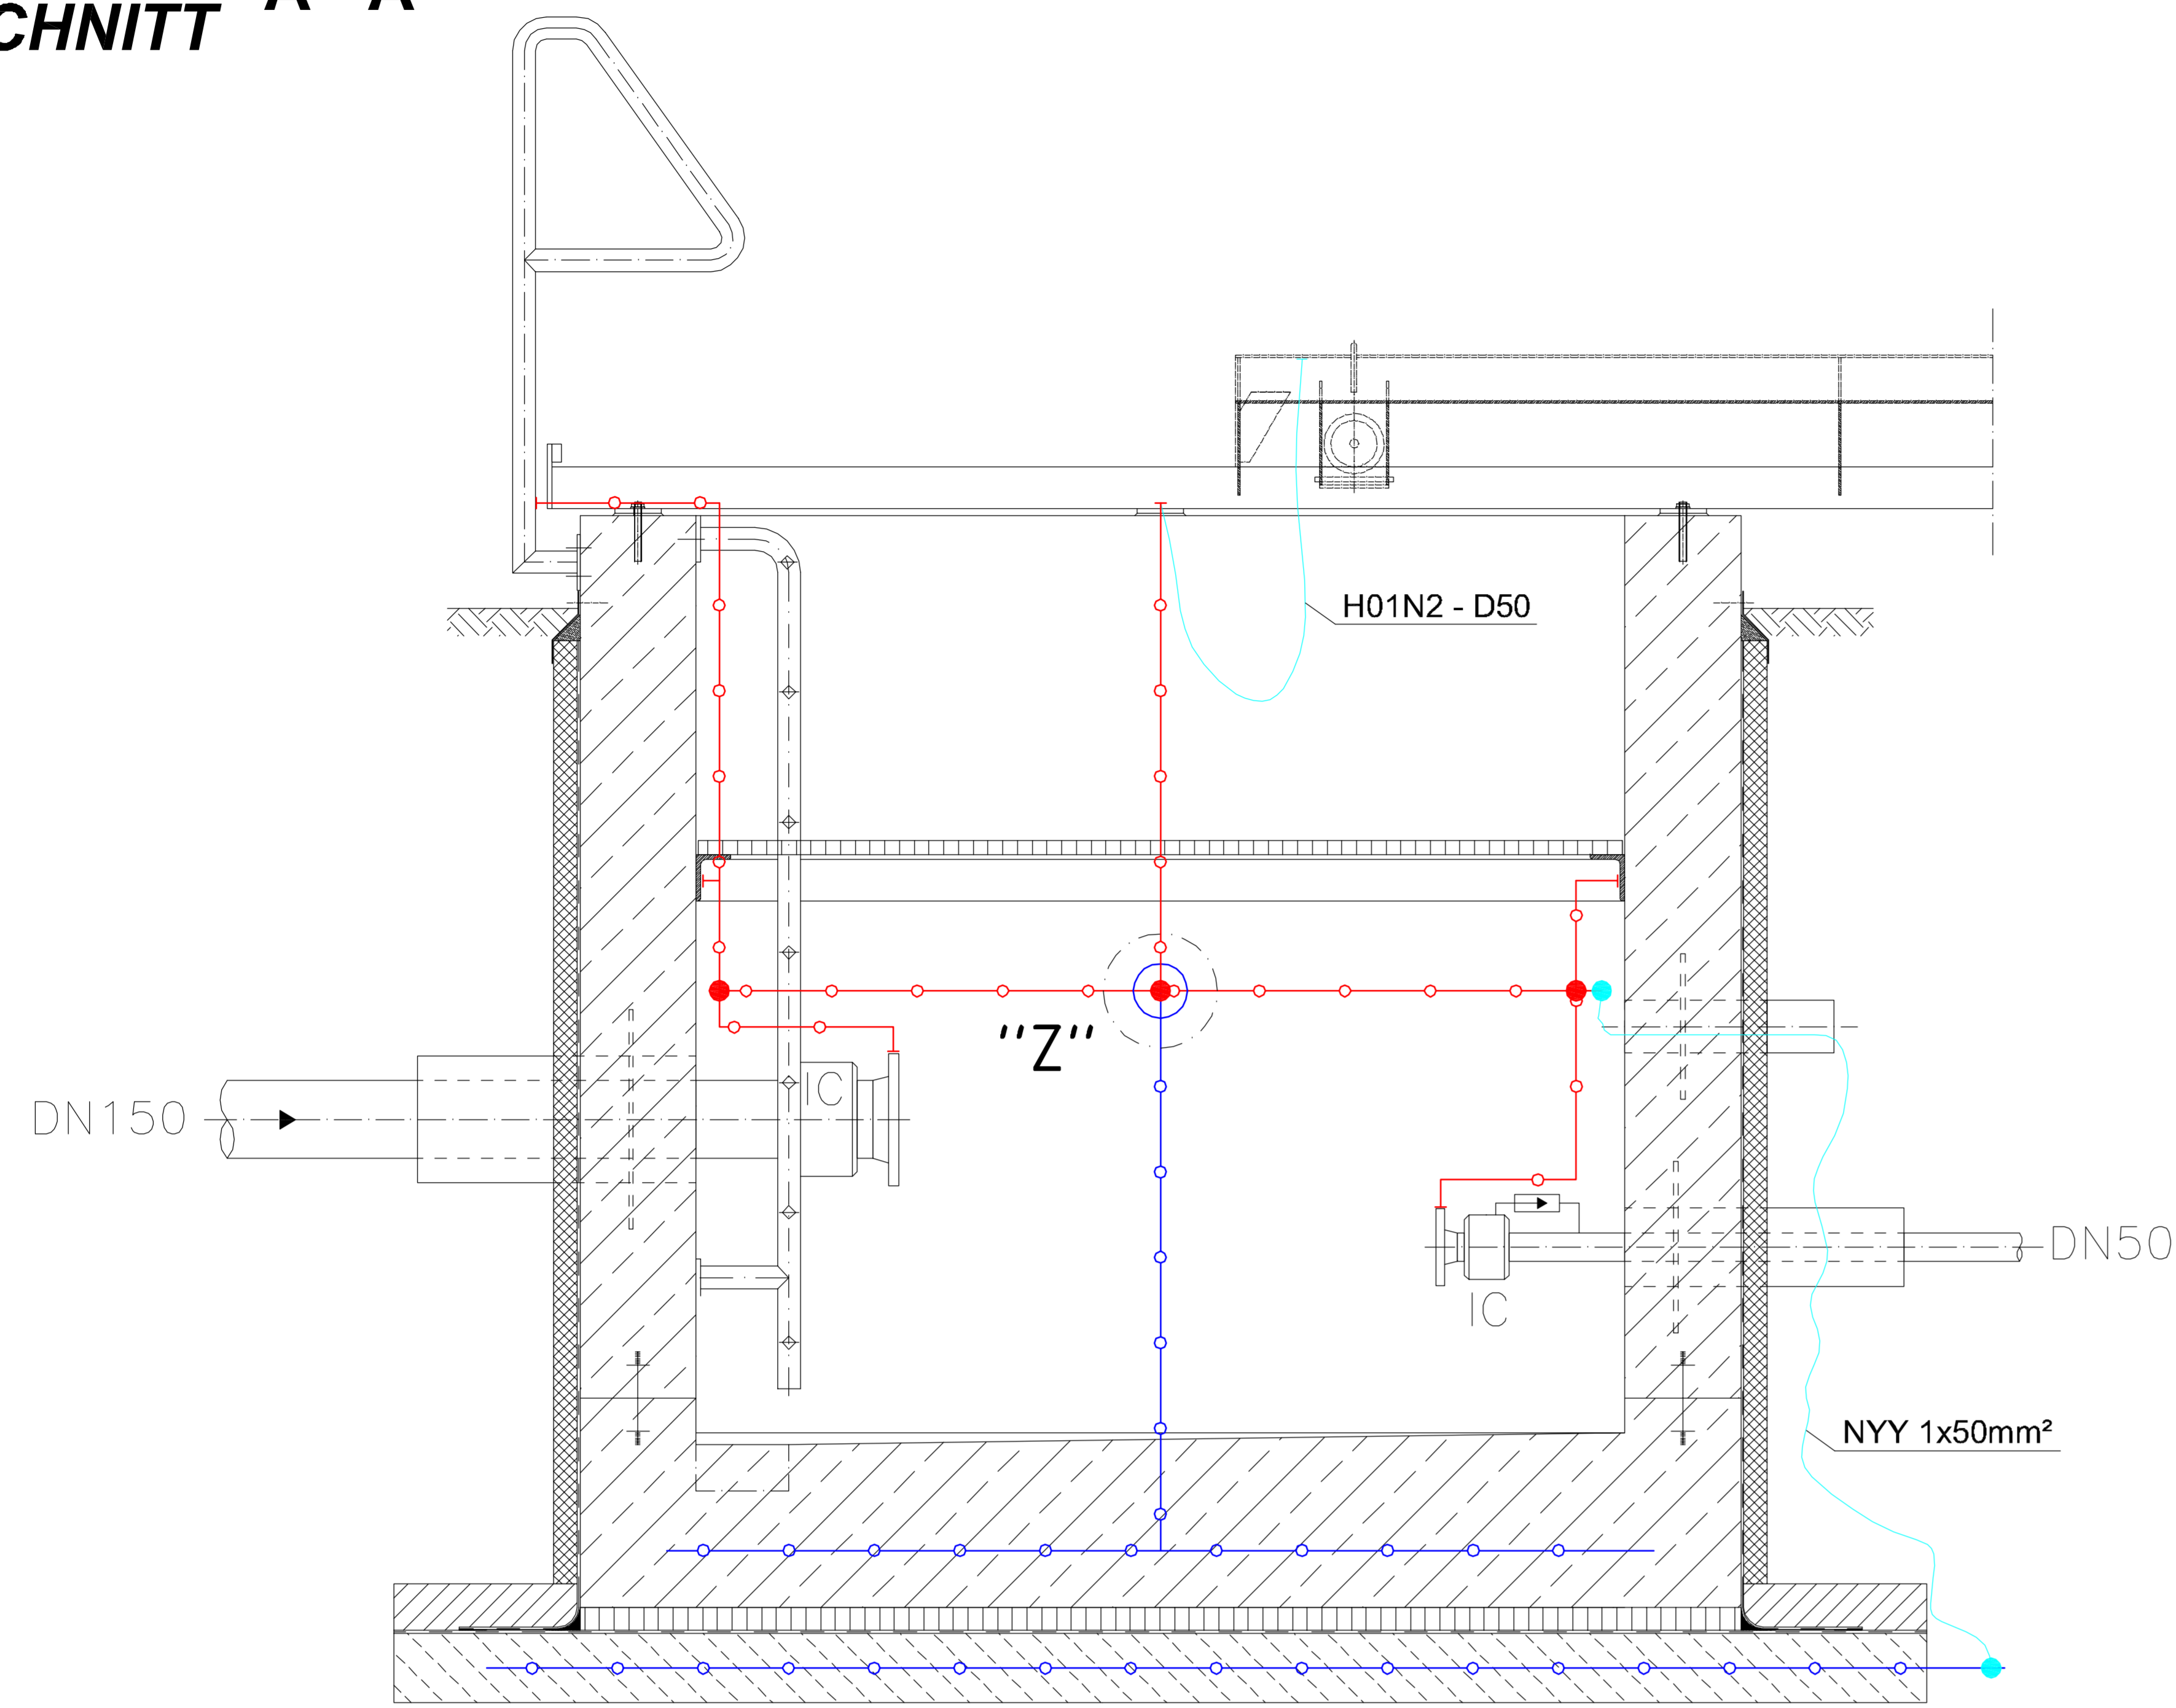 CHNITT A A
H01N2 - D50
"Z"
IC
DN150
DN50
IC
NYY 1x50mm²